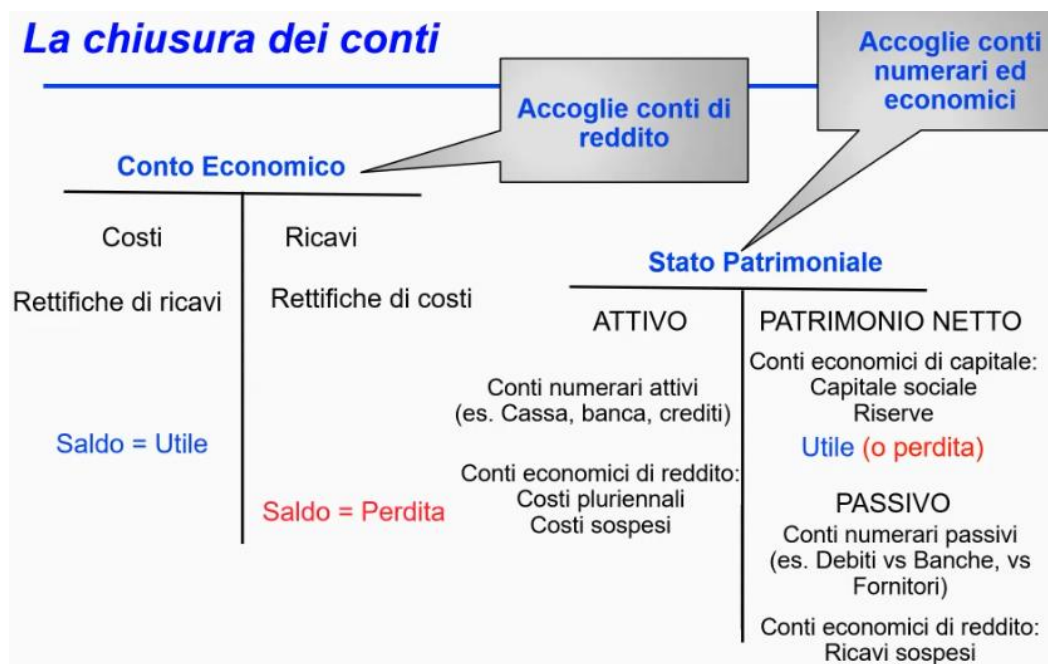 La chiusura dei conti
Accoglie conti
numerari ed
economici
Accoglie conti di
reddito
Conto Economico
Costi
Ricavi
Rettifiche di ricavi
Rettifiche di costi
Saldo = Utile
Saldo = Perdita
Stato Patrimoniale
ATTIVO
Conti numerari attivi
(es. Cassa, banca, crediti)
Conti economici di reddito:
Costi pluriennali
Costi sospesi
PATRIMONIO NETTO
Conti economici di capitale:
Capitale sociale
Riserve
Utile (o perdita)
PASSIVO
Conti numerari passivi
(es. Debiti vs Banche, vs
Fornitori)
Conti economici di reddito:
Ricavi sospesi